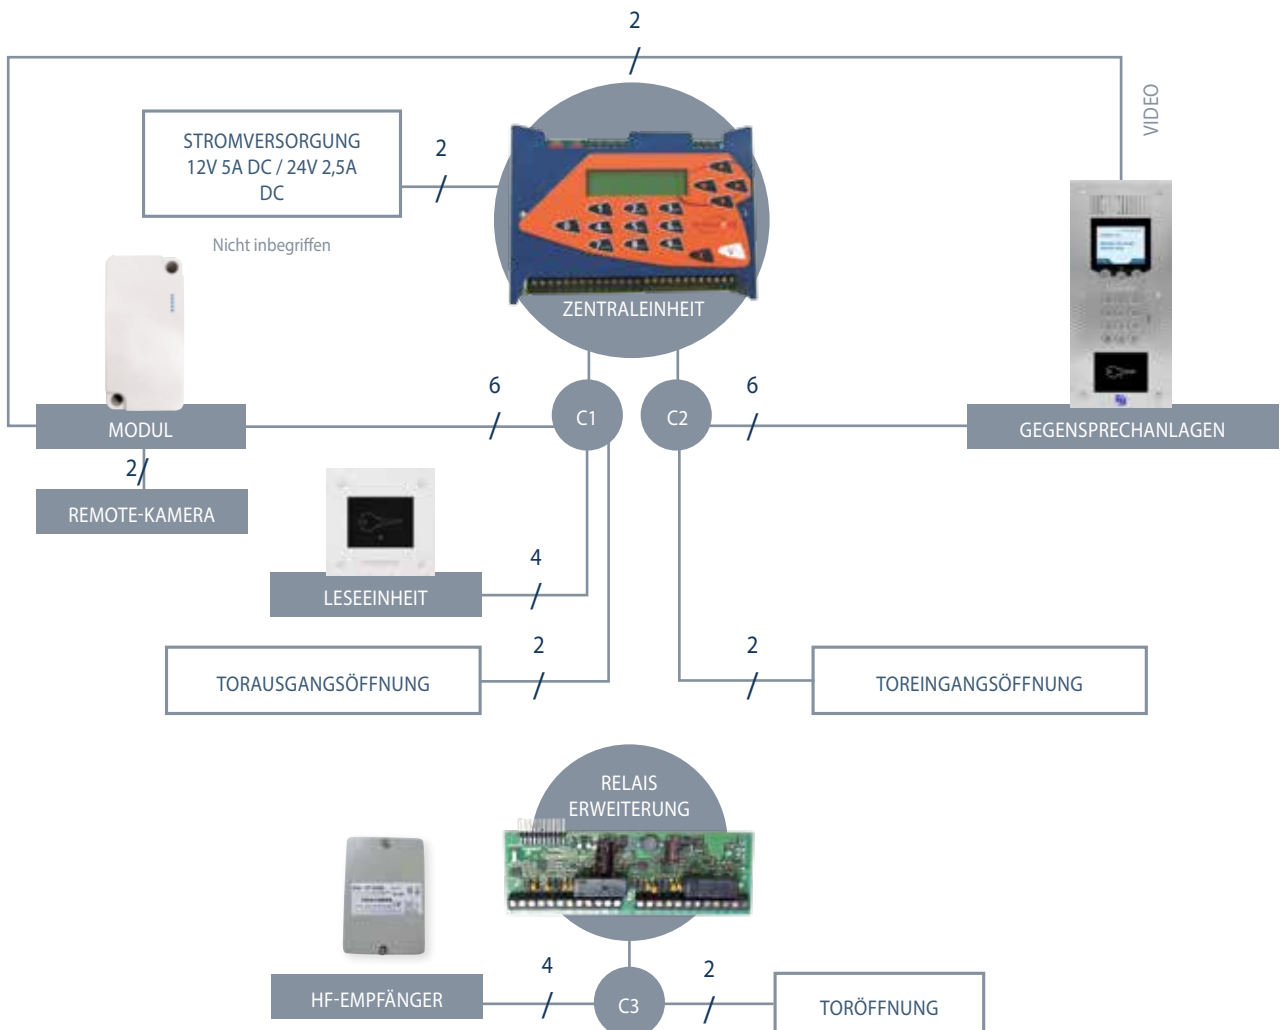 2
VIDEO
STROMVERSORGUNG
12V 5A DC / 24V 2,5A
DC
2
Nicht inbegriffen
ZENTRALEINHEIT
6
C1
C2
6
MODUL
GEGENSPRECHANLAGEN
2
REMOTE-KAMERA
4
LESEEINHEIT
2
TORAUSGANGSÖFFNUNG
2
TOREINGANGSÖFFNUNG
RELAIS
ERWEITERUNG
4
2
HF-EMPFÄNGER
C3
TORÖFFNUNG